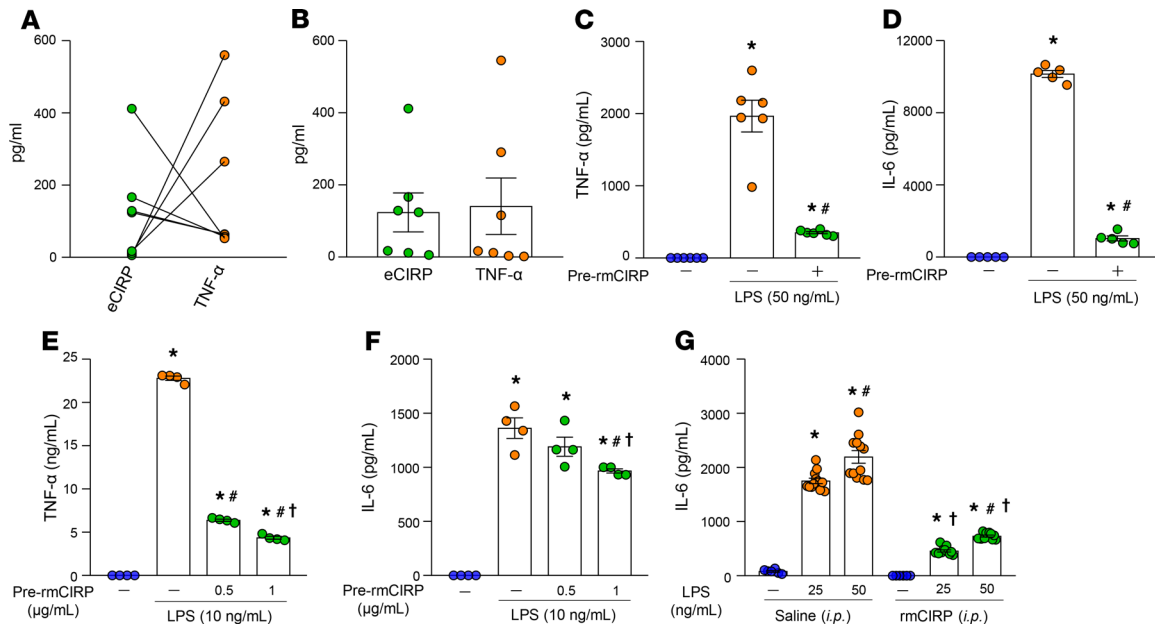 A
600
400
200
0
pg/ml
eCIRP
TNF-α
B
600
400
200
0
pg/ml
eCIRP
TNF-α
C
3000
2000
1000
0
TNF-α (pg/mL)
*
* #
Pre-rmCIRP – – +
LPS (50 ng/mL)
D
12000
8000
4000
0
IL-6 (pg/mL)
*
* #
Pre-rmCIRP – – +
LPS (50 ng/mL)
E
25
20
15
10
5
0
TNF-α (ng/mL)
*
* #
* # †
Pre-rmCIRP – – 0.5 1
(μg/mL)
LPS (10 ng/mL)
F
2000
1500
1000
500
0
IL-6 (pg/mL)
*
*
* # †
Pre-rmCIRP – – 0.5 1
(μg/mL)
LPS (10 ng/mL)
G
4000
3000
2000
1000
0
IL-6 (pg/mL)
*
* #
* †
* # †
LPS – 25 50 – 25 50
(ng/mL)
Saline (i.p.) rmCIRP (i.p.)